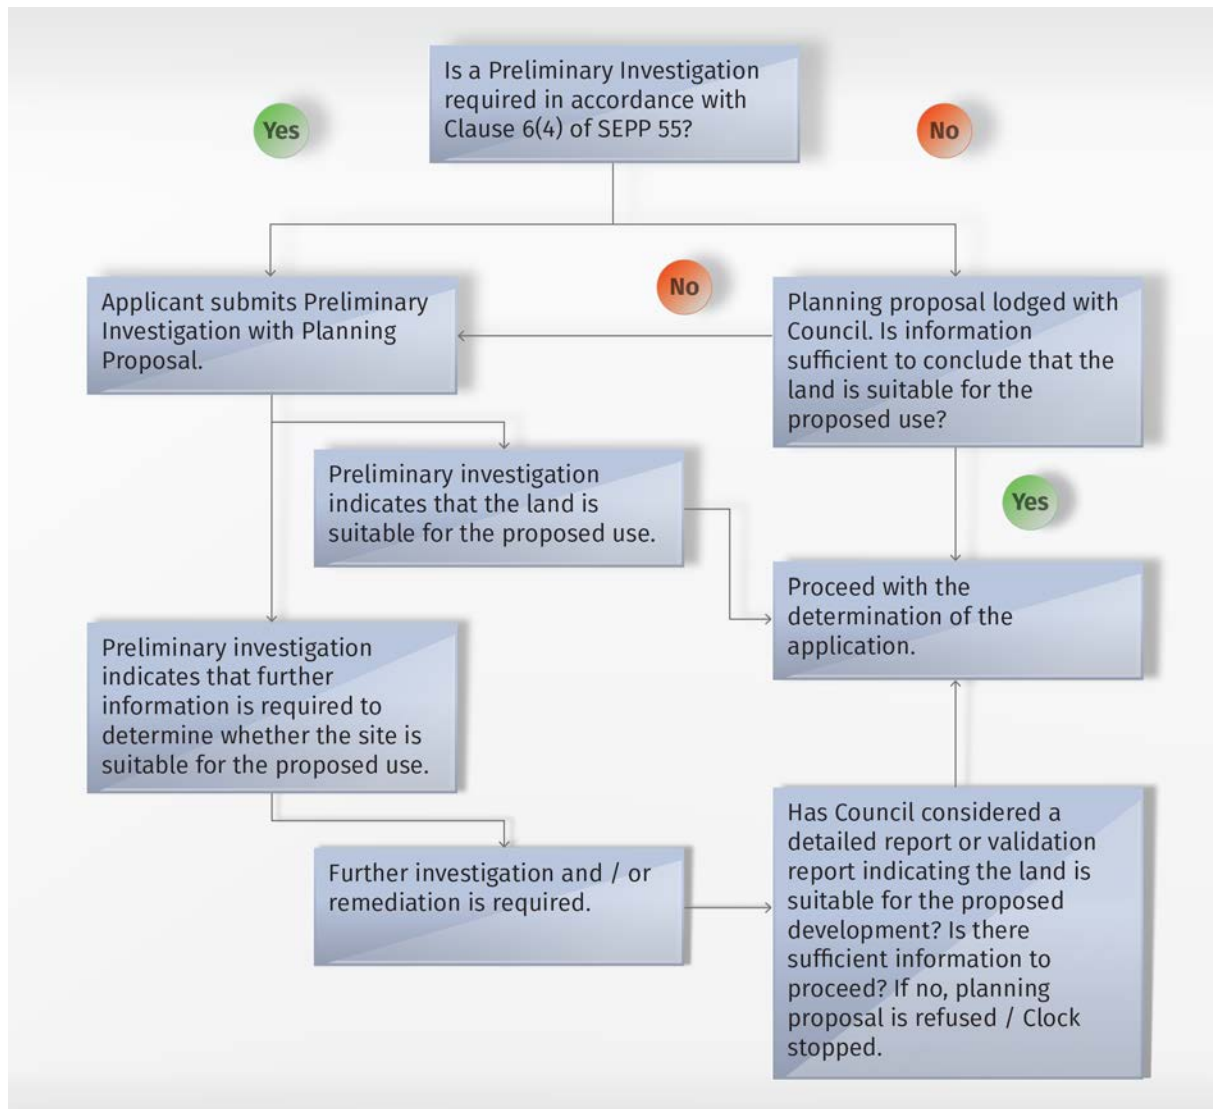 Is a Preliminary Investigation
required in accordance with
Clause 6(4) of SEPP 55?
Yes
No
Applicant submits Preliminary
Investigation with Planning
Proposal.
No
Planning proposal lodged with
Council. Is information
sufficient to conclude that the
land is suitable for the
proposed use?
Preliminary investigation
indicates that the land is
suitable for the proposed use.
Yes
Proceed with the
determination of the
application.
Preliminary investigation
indicates that further
information is required to
determine whether the site is
suitable for the proposed use.
Further investigation and / or
remediation is required.
Has Council considered a
detailed report or validation
report indicating the land is
suitable for the proposed
development? Is there
sufficient information to
proceed? If no, planning
proposal is refused / Clock
stopped.